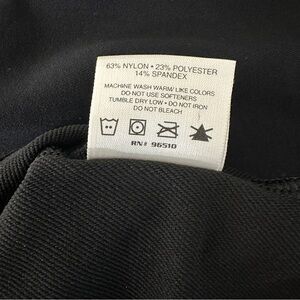 63% NYLON • 23% POLYESTER
14% SPANDEX
MACHINE WASH WARM/ LIKE COLORS
DO NOT USE SOFTENERS
TUMBLE DRY LOW • DO NOT IRON
DO NOT BLEACH
RN# 96510